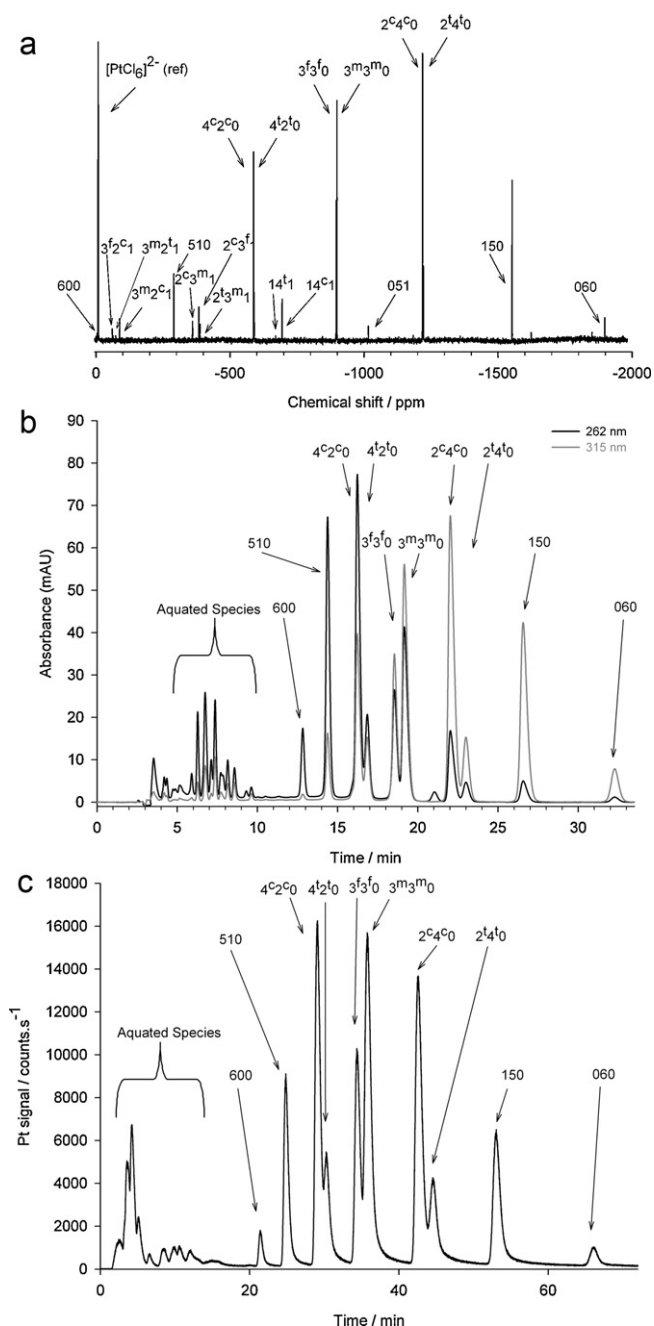 a
2ᶜ4ᶜ0 2ᵗ4ᵗ0
[PtCl₆]²⁻ (ref)
3ᶠ3ᶠ0 3ᵐ3ᵐ0
4ᶜ2ᶜ0 4ᵗ2ᵗ0
3ᶠ2ᶜ1 3ᵐ2ᵗ1 510 2ᶜ3ᶠ1 150
600 3ᵐ2ᶜ1 2ᶜ3ᵐ1 2ᵗ3ᵐ1 14ᵗ1 14ᶜ1 051 060
0 -500 -1000 -1500 -2000
Chemical shift / ppm
b
90
80
70
60
50
40
30
20
10
0
Absorbance (mAU)
262 nm
315 nm
4ᶜ2ᶜ0 4ᵗ2ᵗ0 2ᶜ4ᶜ0 2ᵗ4ᵗ0
510 3ᶠ3ᶠ0 3ᵐ3ᵐ0 150
Aquated Species 600 060
0 5 10 15 20 25 30
Time / min
c
18000
16000
14000
12000
10000
8000
6000
4000
2000
0
Pt signal / counts.s⁻¹
4ᶜ2ᶜ0 4ᵗ2ᵗ0 3ᶠ3ᶠ0 3ᵐ3ᵐ0
510 2ᶜ4ᶜ0 2ᵗ4ᵗ0
Aquated Species 600 150 060
0 20 40 60
Time / min